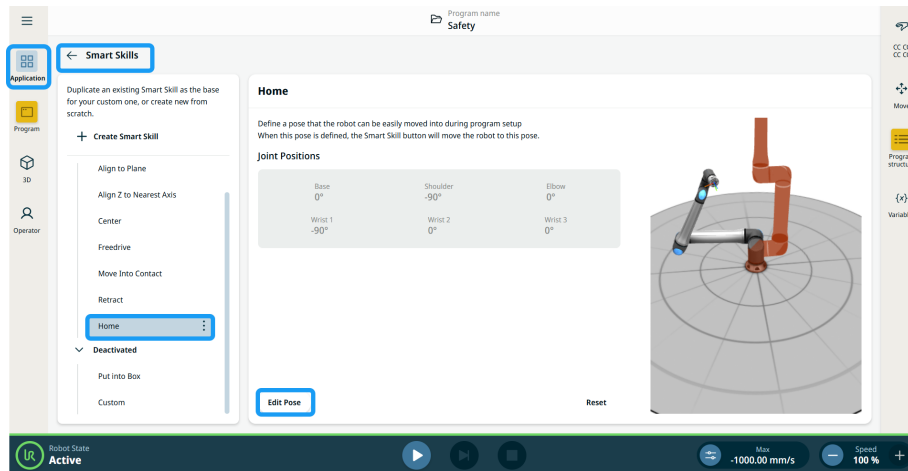 Program name
Safety
Application
Program
3D
Operator
Smart Skills
Duplicate an existing Smart Skill as the base
for your custom one, or create new from
scratch.
Create Smart Skill
Align to Plane
Align Z to Nearest Axis
Center
Freedrive
Move Into Contact
Retract
Home
Deactivated
Put into Box
Custom
Home
Define a pose that the robot can be easily moved into during program setup
When this pose is defined, the Smart Skill button will move the robot to this pose.
Joint Positions
Base
0°
Shoulder
-90°
Elbow
0°
Wrist 1
-90°
Wrist 2
0°
Wrist 3
0°
Edit Pose
Reset
Move
{x}
UR
Robot State
Active
Max
-1000.00 mm/s
Speed
100 %